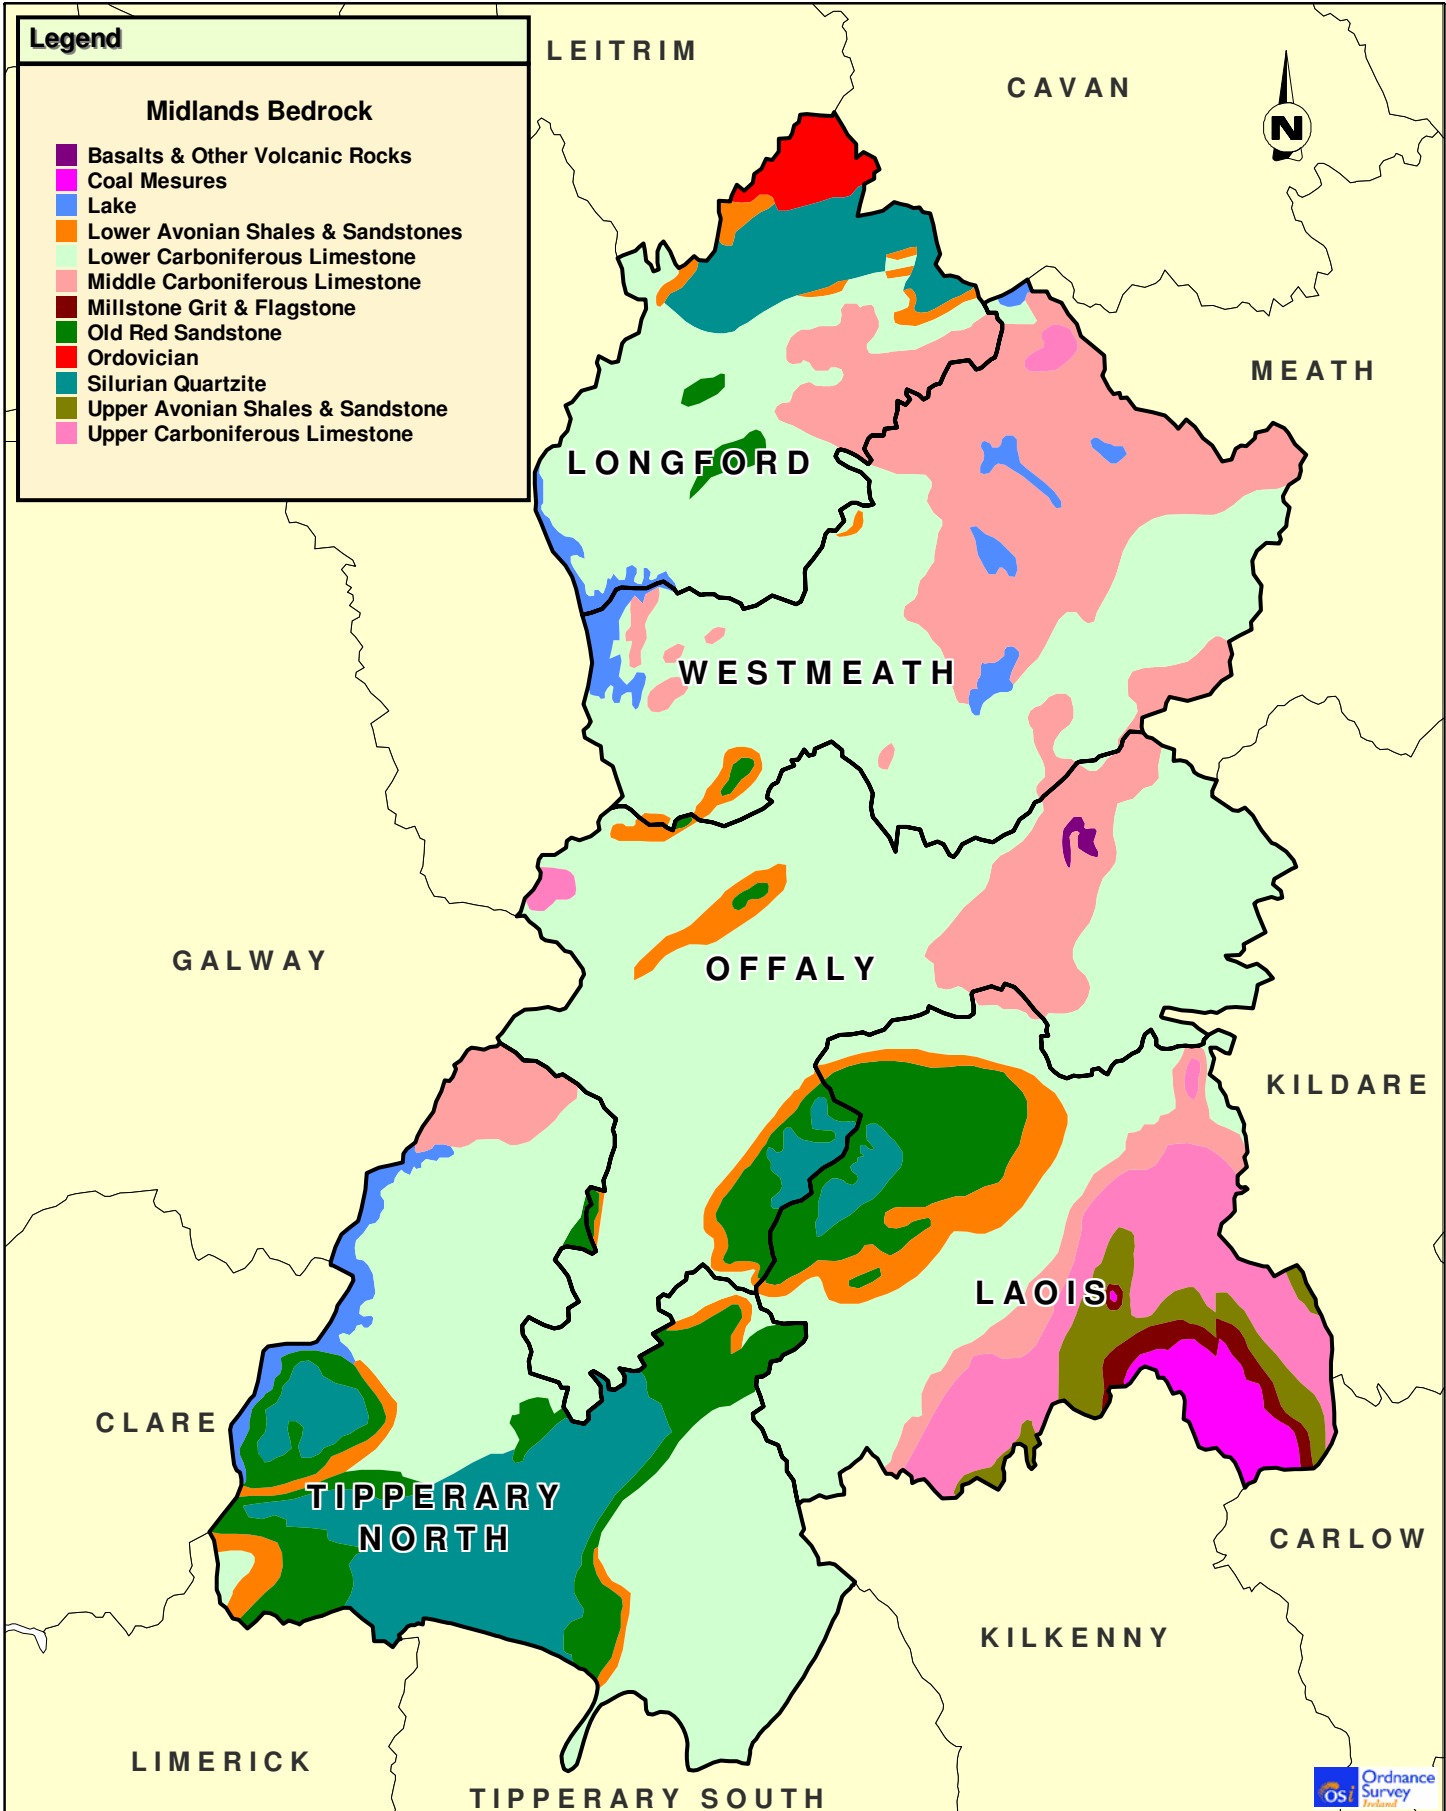 Legend
Midlands Bedrock
Basalts & Other Volcanic Rocks
Coal Mesures
Lake
Lower Avonian Shales & Sandstones
Lower Carboniferous Limestone
Middle Carboniferous Limestone
Millstone Grit & Flagstone
Old Red Sandstone
Ordovician
Silurian Quartzite
Upper Avonian Shales & Sandstone
Upper Carboniferous Limestone
LEITRIM
CAVAN
N
MEATH
LONGFORD
WESTMEATH
GALWAY
OFFALY
KILDARE
LAOIS
CLARE
TIPPERARY
NORTH
CARLOW
KILKENNY
LIMERICK
TIPPERARY SOUTH
OSi
Ordnance
Survey
Ireland